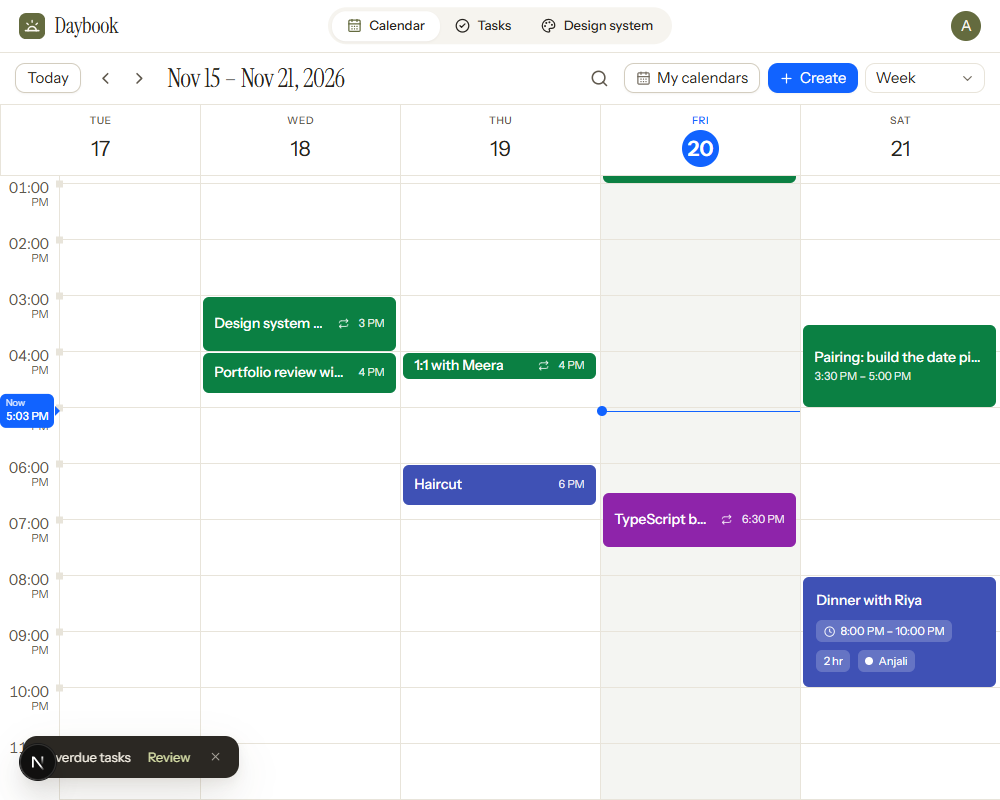 Daybook
Calendar
Tasks
Design system
A
Today
Nov 15 – Nov 21, 2026
My calendars
+ Create
Week
TUE
17
WED
18
THU
19
FRI
20
SAT
21
01:00
PM
02:00
PM
03:00
PM
Design system ...
3 PM
04:00
PM
Portfolio review wi...
4 PM
1:1 with Meera
4 PM
Pairing: build the date pi...
3:30 PM – 5:00 PM
Now
5:03 PM
06:00
PM
Haircut
6 PM
07:00
PM
TypeScript b...
6:30 PM
08:00
PM
Dinner with Riya
8:00 PM – 10:00 PM
2 hr
Anjali
09:00
PM
10:00
PM
11
N
verdue tasks
Review